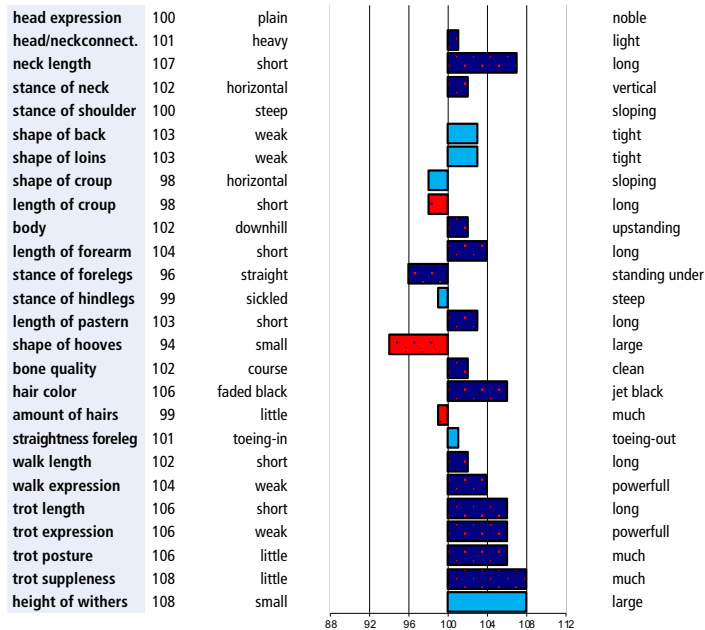 head expression 100 plain noble
head/neckconnect. 101 heavy light
neck length 107 short long
stance of neck 102 horizontal vertical
stance of shoulder 100 steep sloping
shape of back 103 weak tight
shape of loins 103 weak tight
shape of croup 98 horizontal sloping
length of croup 98 short long
body 102 downhill upstanding
length of forearm 104 short long
stance of forelegs 96 straight standing under
stance of hindlegs 99 sickled steep
length of pastern 103 short long
shape of hooves 94 small large
bone quality 102 course clean
hair color 106 faded black jet black
amount of hairs 99 little much
straightness foreleg 101 toeing-in toeing-out
walk length 102 short long
walk expression 104 weak powerfull
trot length 106 short long
trot expression 106 weak powerfull
trot posture 106 little much
trot suppleness 108 little much
height of withers 108 small large
88 92 96 100 104 108 112